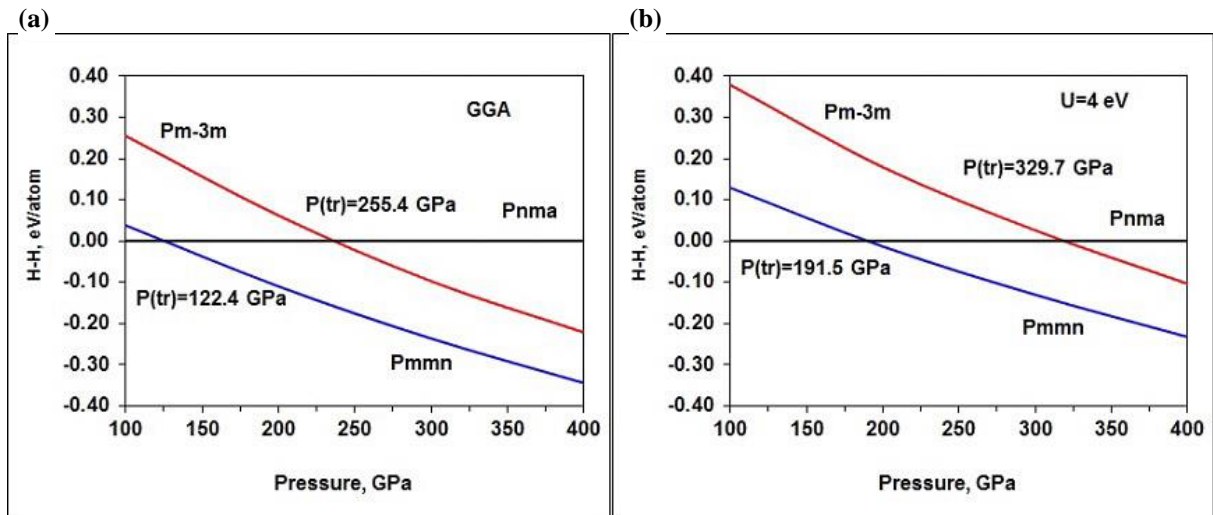 (a)
0.40
0.30
0.20
0.10
0.00
-0.10
-0.20
-0.30
-0.40
H-H, eV/atom
GGA
Pm-3m
P(tr)=255.4 GPa
Pnma
P(tr)=122.4 GPa
Pmmn
100 150 200 250 300 350 400
Pressure, GPa
(b)
0.40
0.30
0.20
0.10
0.00
-0.10
-0.20
-0.30
-0.40
H-H, eV/atom
U=4 eV
Pm-3m
P(tr)=329.7 GPa
Pnma
P(tr)=191.5 GPa
Pmmn
100 150 200 250 300 350 400
Pressure, GPa